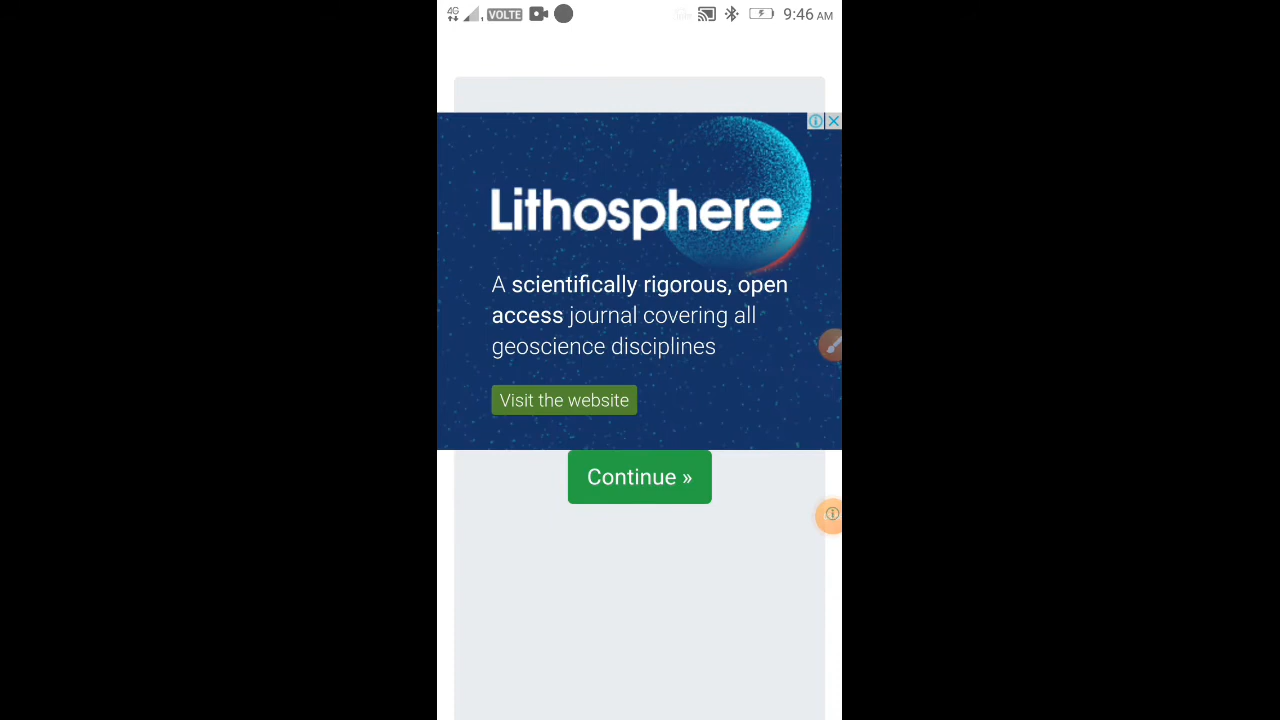 4G VOLTE 9:46 AM
Lithosphere
A scientifically rigorous, open
access journal covering all
geoscience disciplines
Visit the website
Continue »